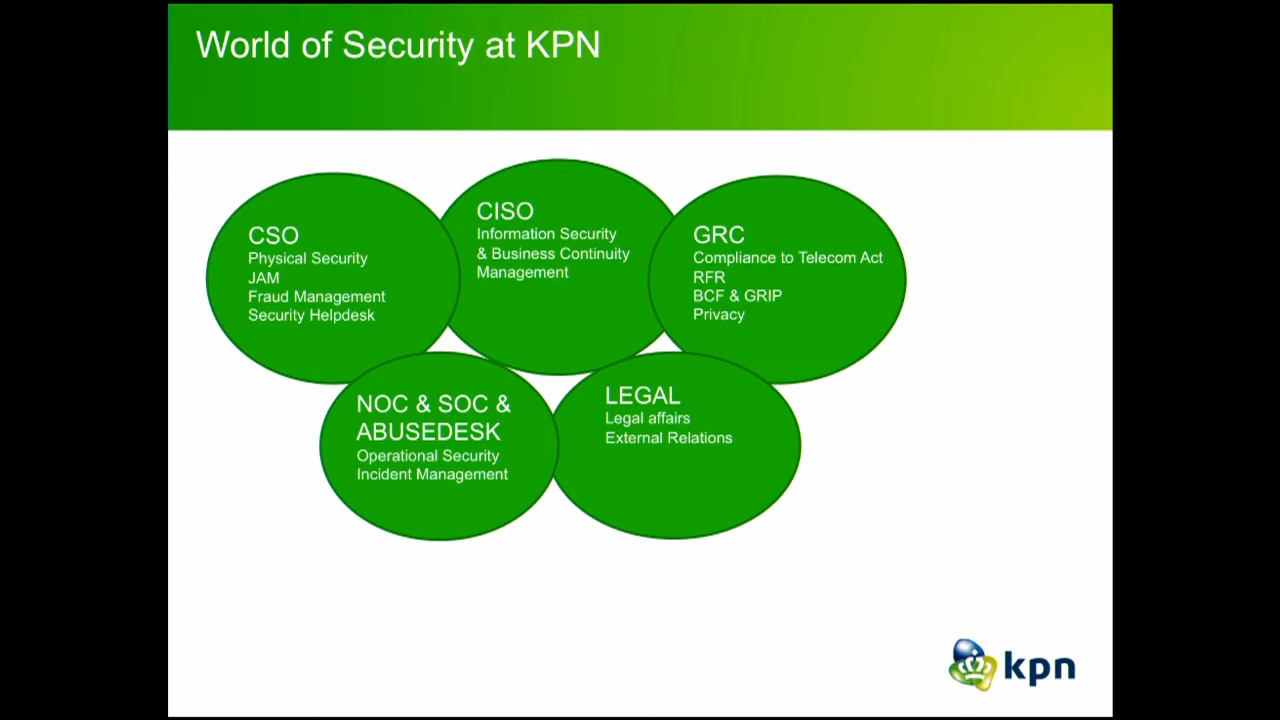 World of Security at KPN
CSO
Physical Security
JAM
Fraud Management
Security Helpdesk
CISO
Information Security
& Business Continuity
Management
GRC
Compliance to Telecom Act
RFR
BCF & GRIP
Privacy
NOC & SOC &
ABUSEDESK
Operational Security
Incident Management
LEGAL
Legal affairs
External Relations
kpn